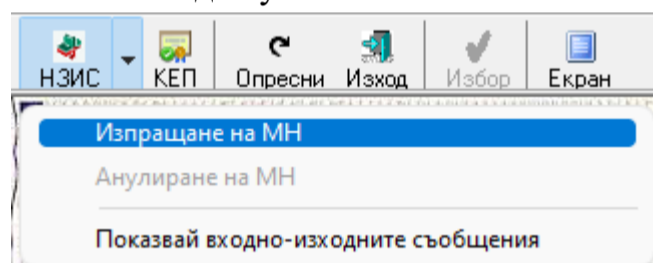 НЗИС КЕП Опресни Изход Избор Екран
Изпращане на МН
Анулиране на МН
Показвай входно-изходните съобщения